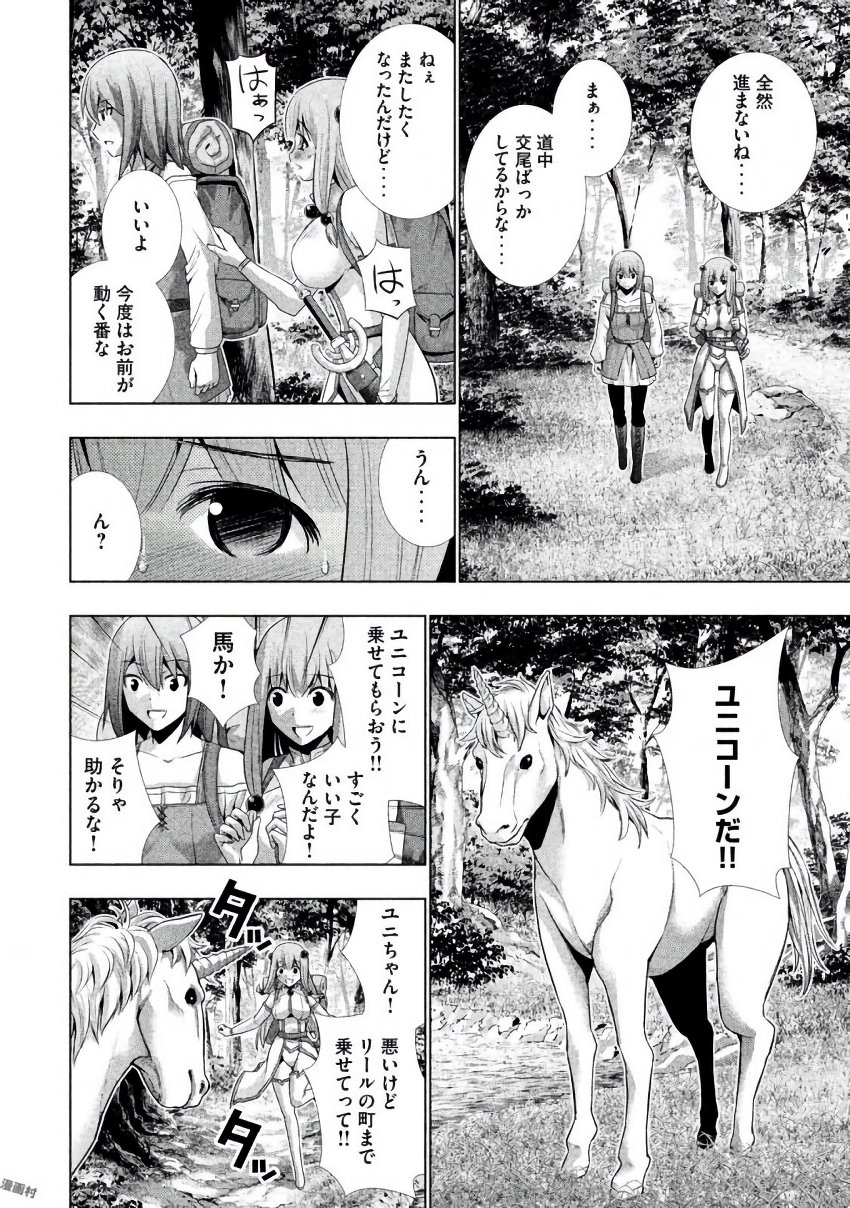 全然
進まないね
‥‥
まぁ
‥‥
道中
交尾ばっか
してるからな
‥‥
ねぇ
またしたく
なったんだけど
‥‥
はぁっ
はっ
いいよ
今度はお前が
動く番な
うん‥‥
ん?
ユニコーンだ!!
ユニコーンに
乗せてもらおう!!
すごく
いい子
なんだよ!
馬か!
そりゃ
助かるな!
ユニちゃん!
悪いけど
リールの町まで
乗せてって!!
タッ
タッ
漫画村